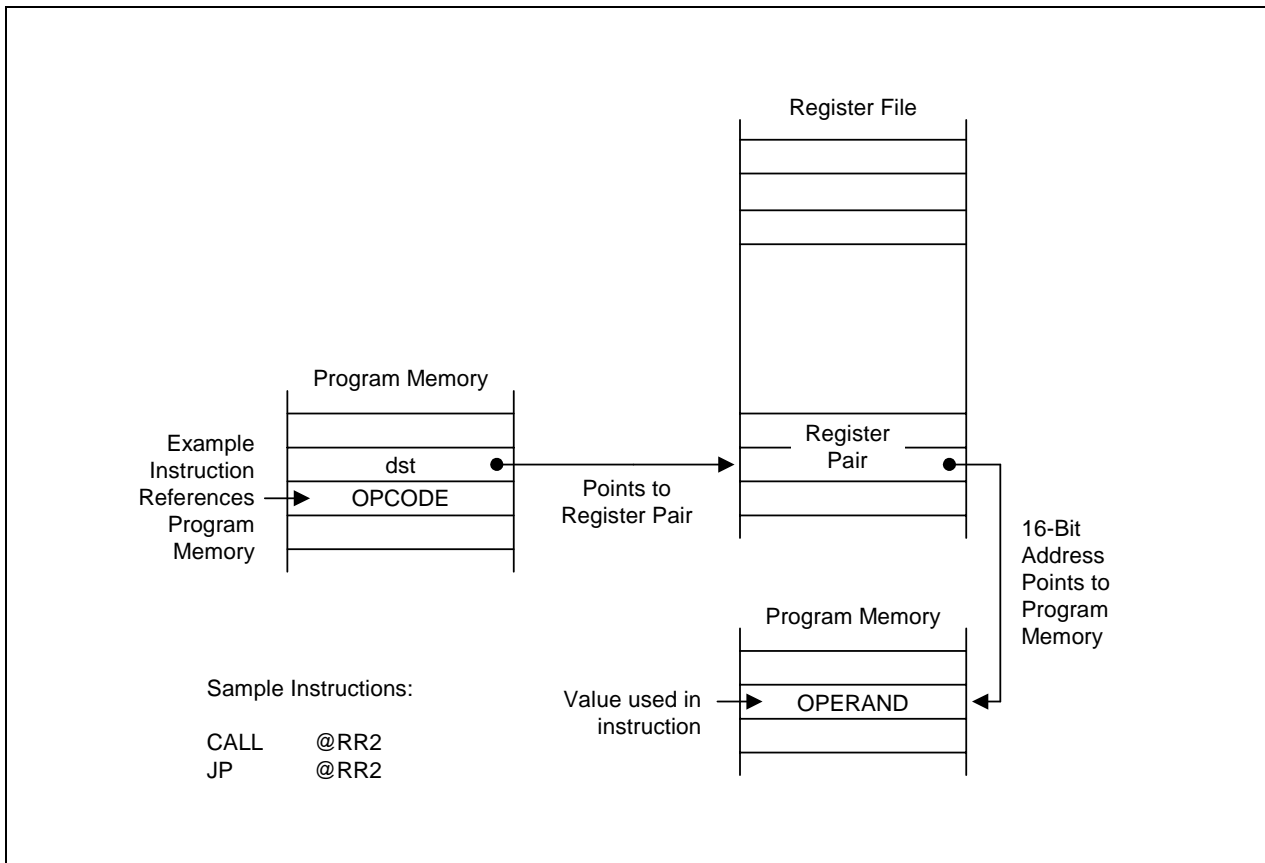 Register File
Program Memory
Example
Instruction
References
Program
Memory
dst
OPCODE
Points to
Register Pair
Register
Pair
16-Bit
Address
Points to
Program
Memory
Program Memory
Value used in
instruction
OPERAND
Sample Instructions:
CALL @RR2
JP @RR2